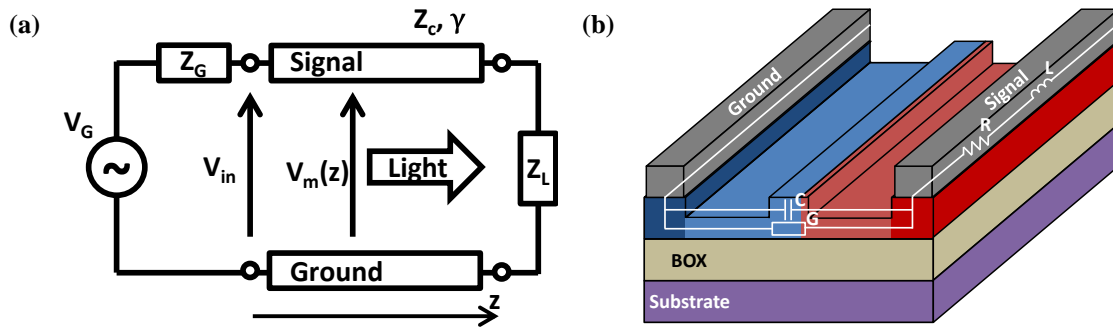 (a)
Z_c, γ
Z_G
Signal
V_G
~
V_in
V_m(z)
Light
Z_L
Ground
z
(b)
Ground
Signal
L
R
C
G
BOX
Substrate